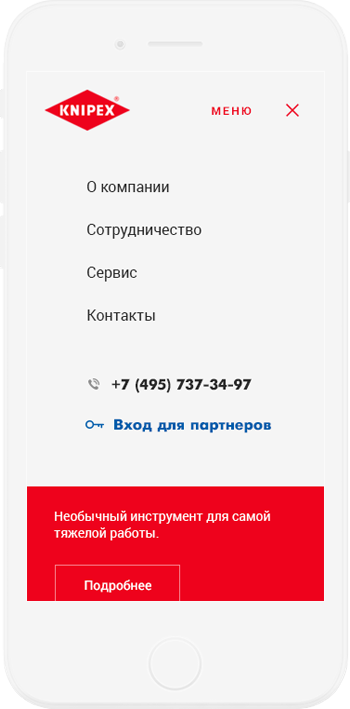 KNIPEX®
МЕНЮ
О компании
Сотрудничество
Сервис
Контакты
+7 (495) 737-34-97
Вход для партнеров
Необычный инструмент для самой
тяжелой работы.
Подробнее